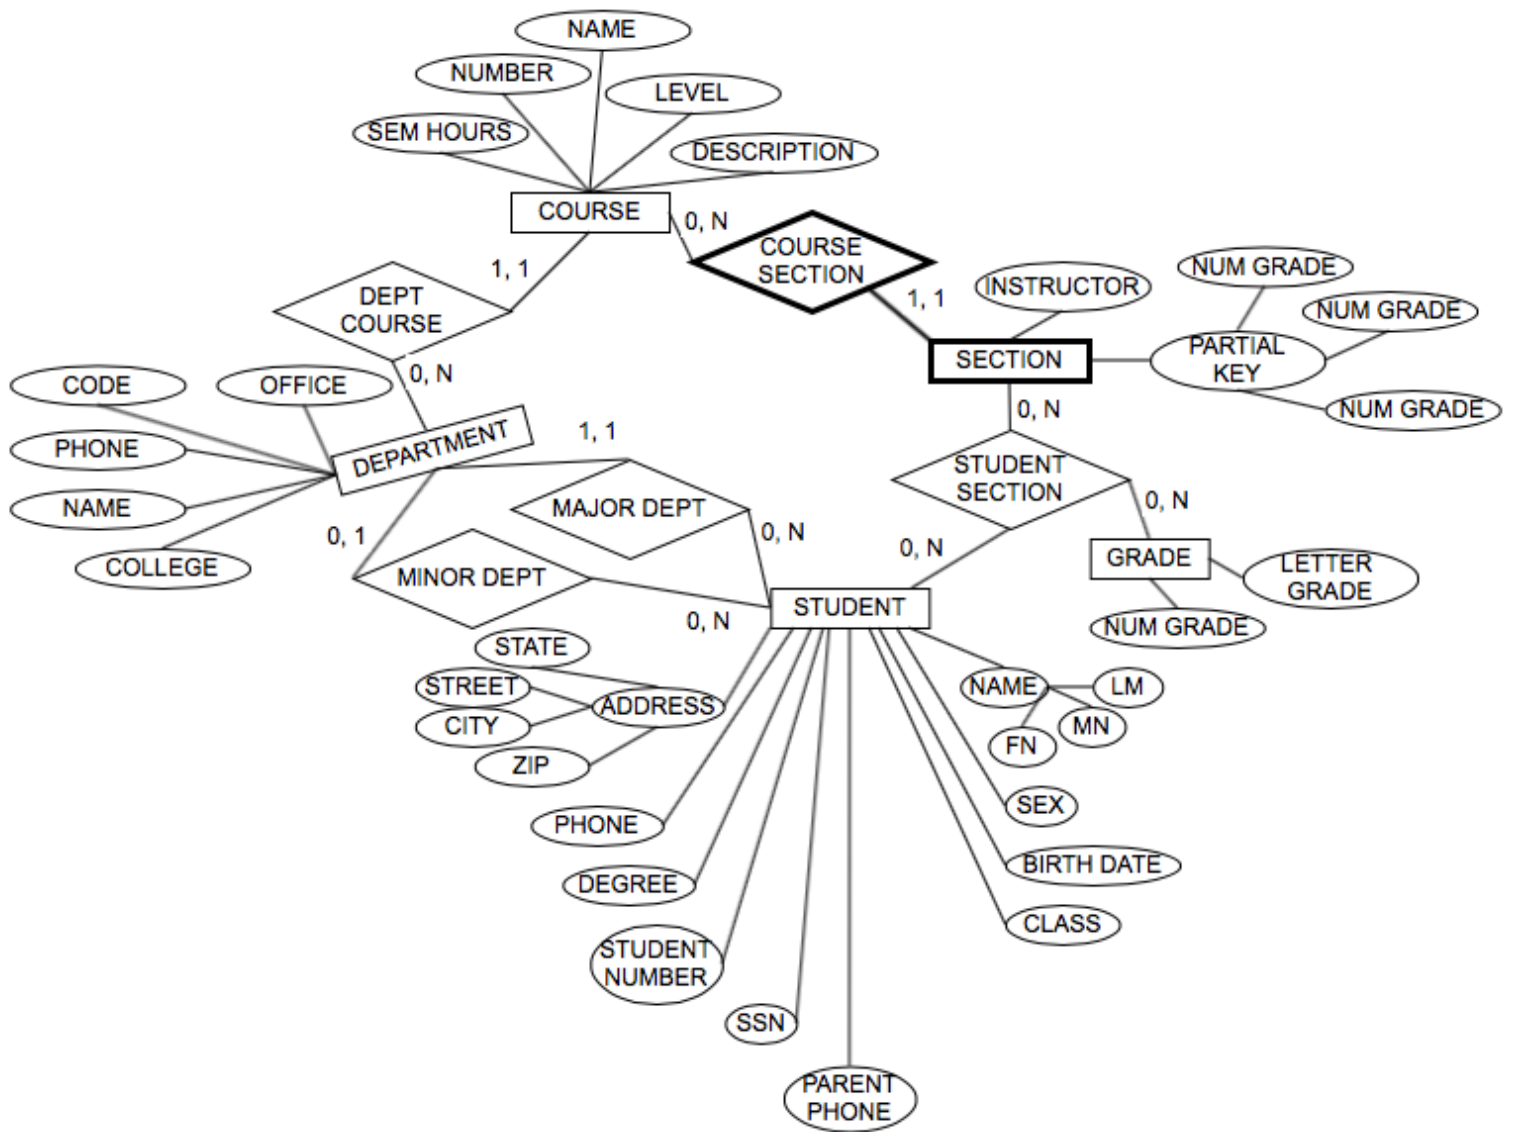 NAME
NUMBER
LEVEL
SEM HOURS
DESCRIPTION
COURSE
0, N
COURSE
SECTION
1, 1
DEPT
COURSE
1, 1
INSTRUCTOR
NUM GRADE
NUM GRADE
PARTIAL
KEY
SECTION
NUM GRADE
0, N
CODE
OFFICE
0, N
PHONE
DEPARTMENT
1, 1
NAME
COLLEGE
0, 1
MAJOR DEPT
0, N
MINOR DEPT
0, N
STUDENT
SECTION
0, N
0, N
GRADE
LETTER
GRADE
NUM GRADE
STUDENT
STATE
STREET
ADDRESS
CITY
ZIP
NAME
LM
MN
FN
PHONE
SEX
DEGREE
BIRTH DATE
CLASS
STUDENT
NUMBER
SSN
PARENT
PHONE